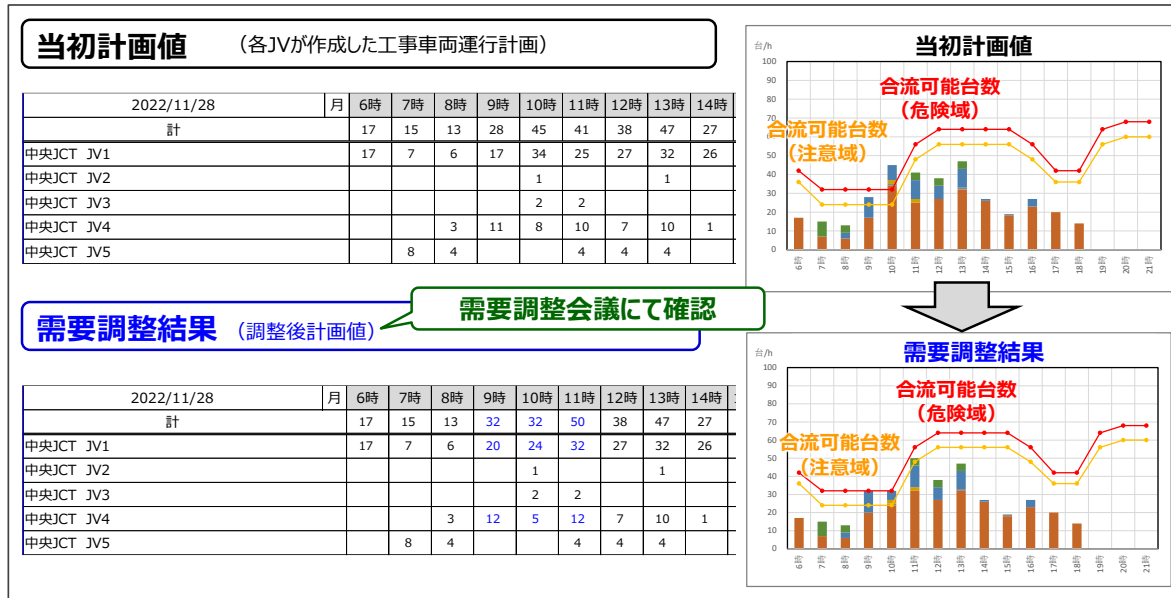 当初計画値 （各JVが作成した工事車両運行計画）
2022/11/28 月 6時 7時 8時 9時 10時 11時 12時 13時 14時
計 17 15 13 28 45 41 38 47 27
中央JCT JV1 17 7 6 17 34 25 27 32 26
中央JCT JV2 1 1
中央JCT JV3 2 2
中央JCT JV4 3 11 8 10 7 10 1
中央JCT JV5 8 4 4 4 4
需要調整会議にて確認
需要調整結果 （調整後計画値）
2022/11/28 月 6時 7時 8時 9時 10時 11時 12時 13時 14時
計 17 15 13 32 32 50 38 47 27
中央JCT JV1 17 7 6 20 24 32 27 32 26
中央JCT JV2 1 1
中央JCT JV3 2 2
中央JCT JV4 3 12 5 12 7 10 1
中央JCT JV5 8 4 4 4 4
当初計画値
台/h
100
90
80
70
60
50
40
30
20
10
0
合流可能台数
（危険域）
合流可能台数
（注意域）
6時 7時 8時 9時 10時 11時 12時 13時 14時 15時 16時 17時 18時 19時 20時 21時
需要調整結果
台/h
100
90
80
70
60
50
40
30
20
10
0
合流可能台数
（危険域）
合流可能台数
（注意域）
6時 7時 8時 9時 10時 11時 12時 13時 14時 15時 16時 17時 18時 19時 20時 21時